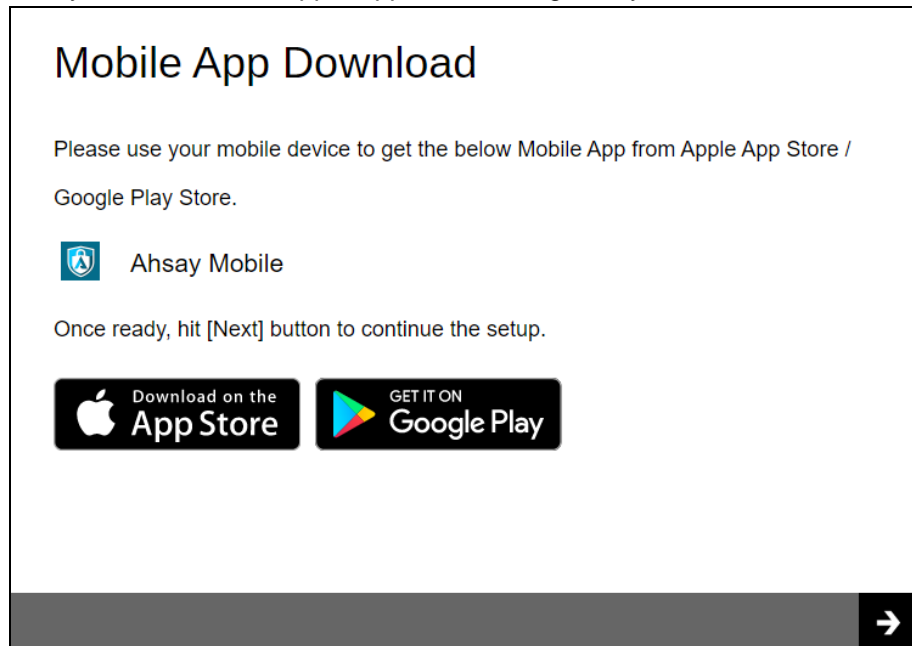 Mobile App Download
Please use your mobile device to get the below Mobile App from Apple App Store /
Google Play Store.
Ahsay Mobile
Once ready, hit [Next] button to continue the setup.
Download on the
App Store
GET IT ON
Google Play